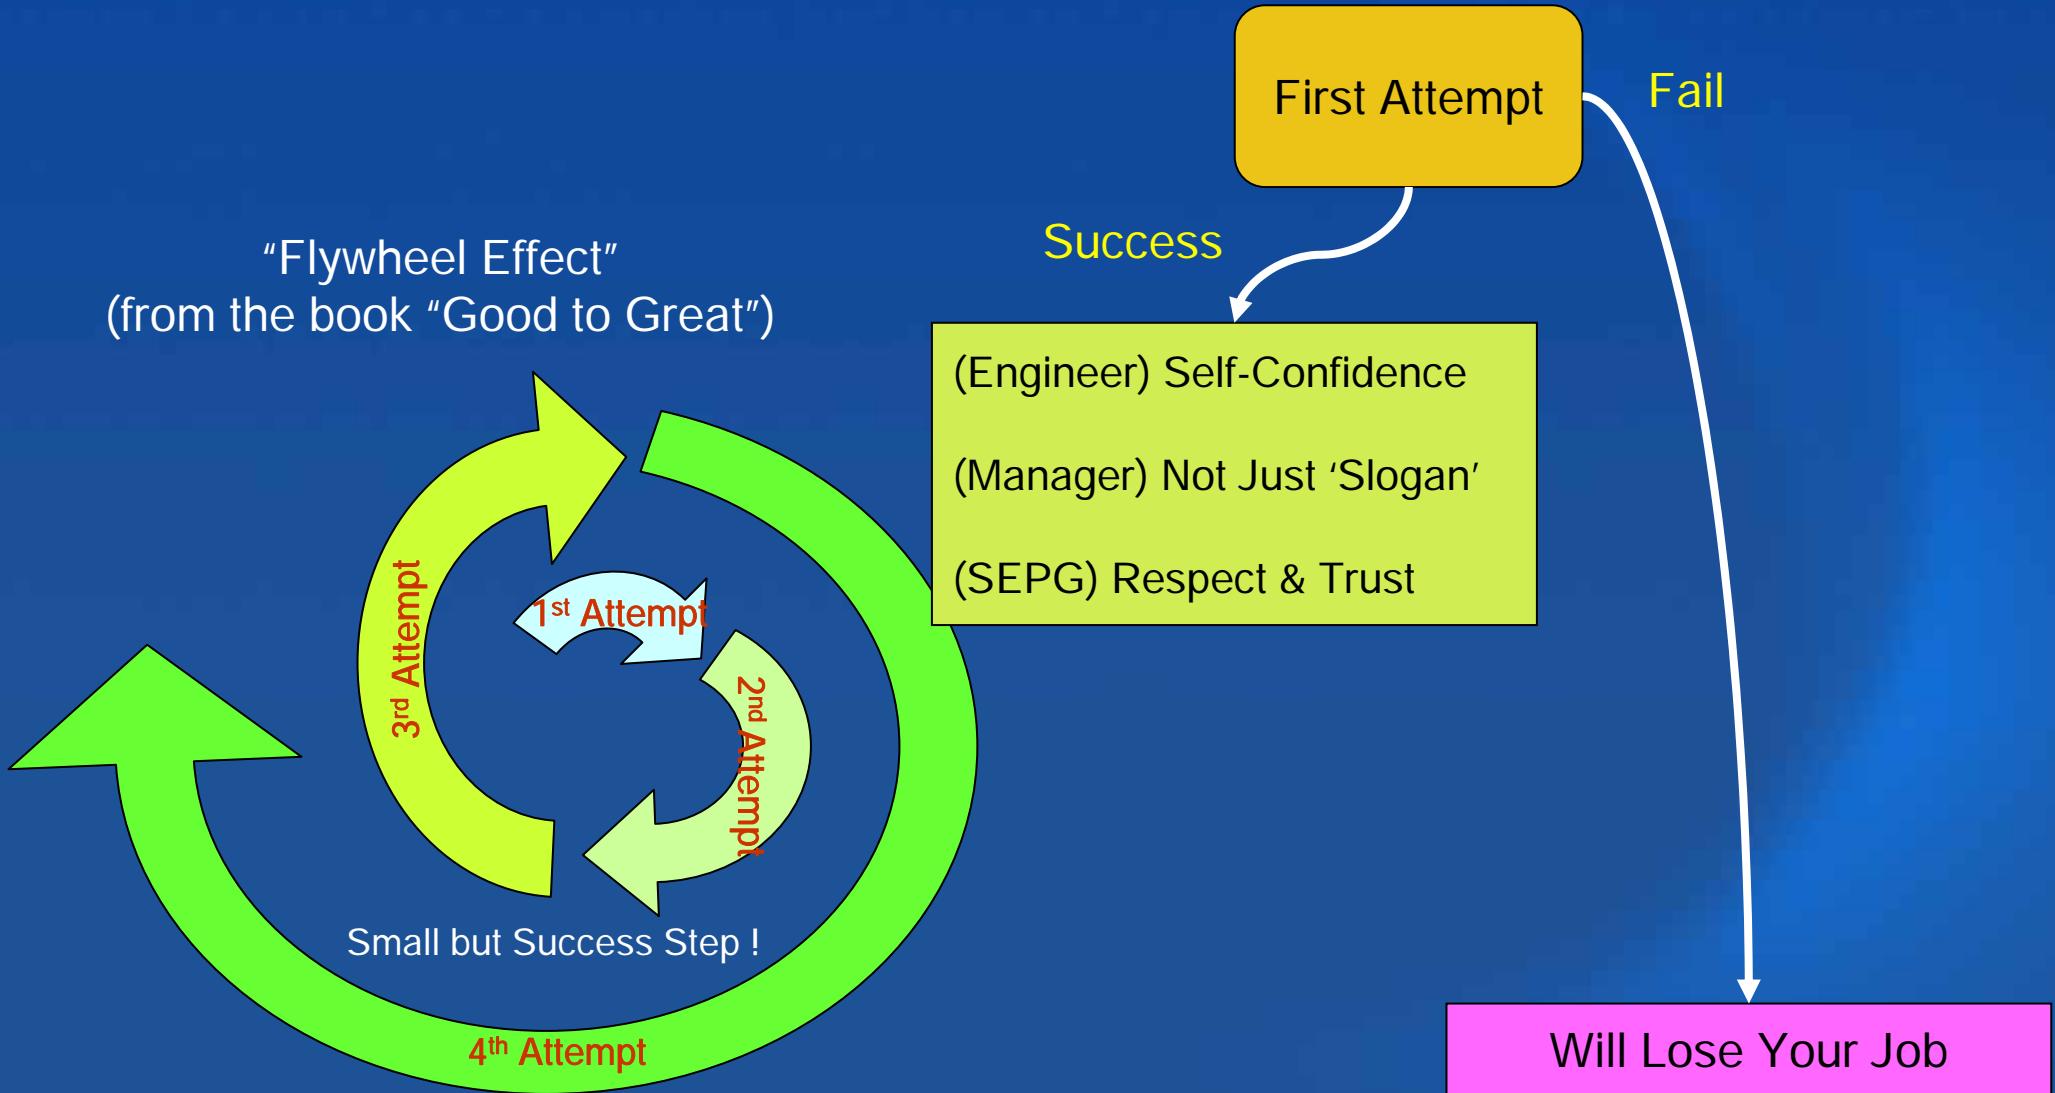 First Attempt
Fail
Success
“Flywheel Effect”
(from the book “Good to Great”)
(Engineer) Self-Confidence
(Manager) Not Just ‘Slogan’
(SEPG) Respect & Trust
1st Attempt
2nd Attempt
3rd Attempt
Small but Success Step !
4th Attempt
Will Lose Your Job